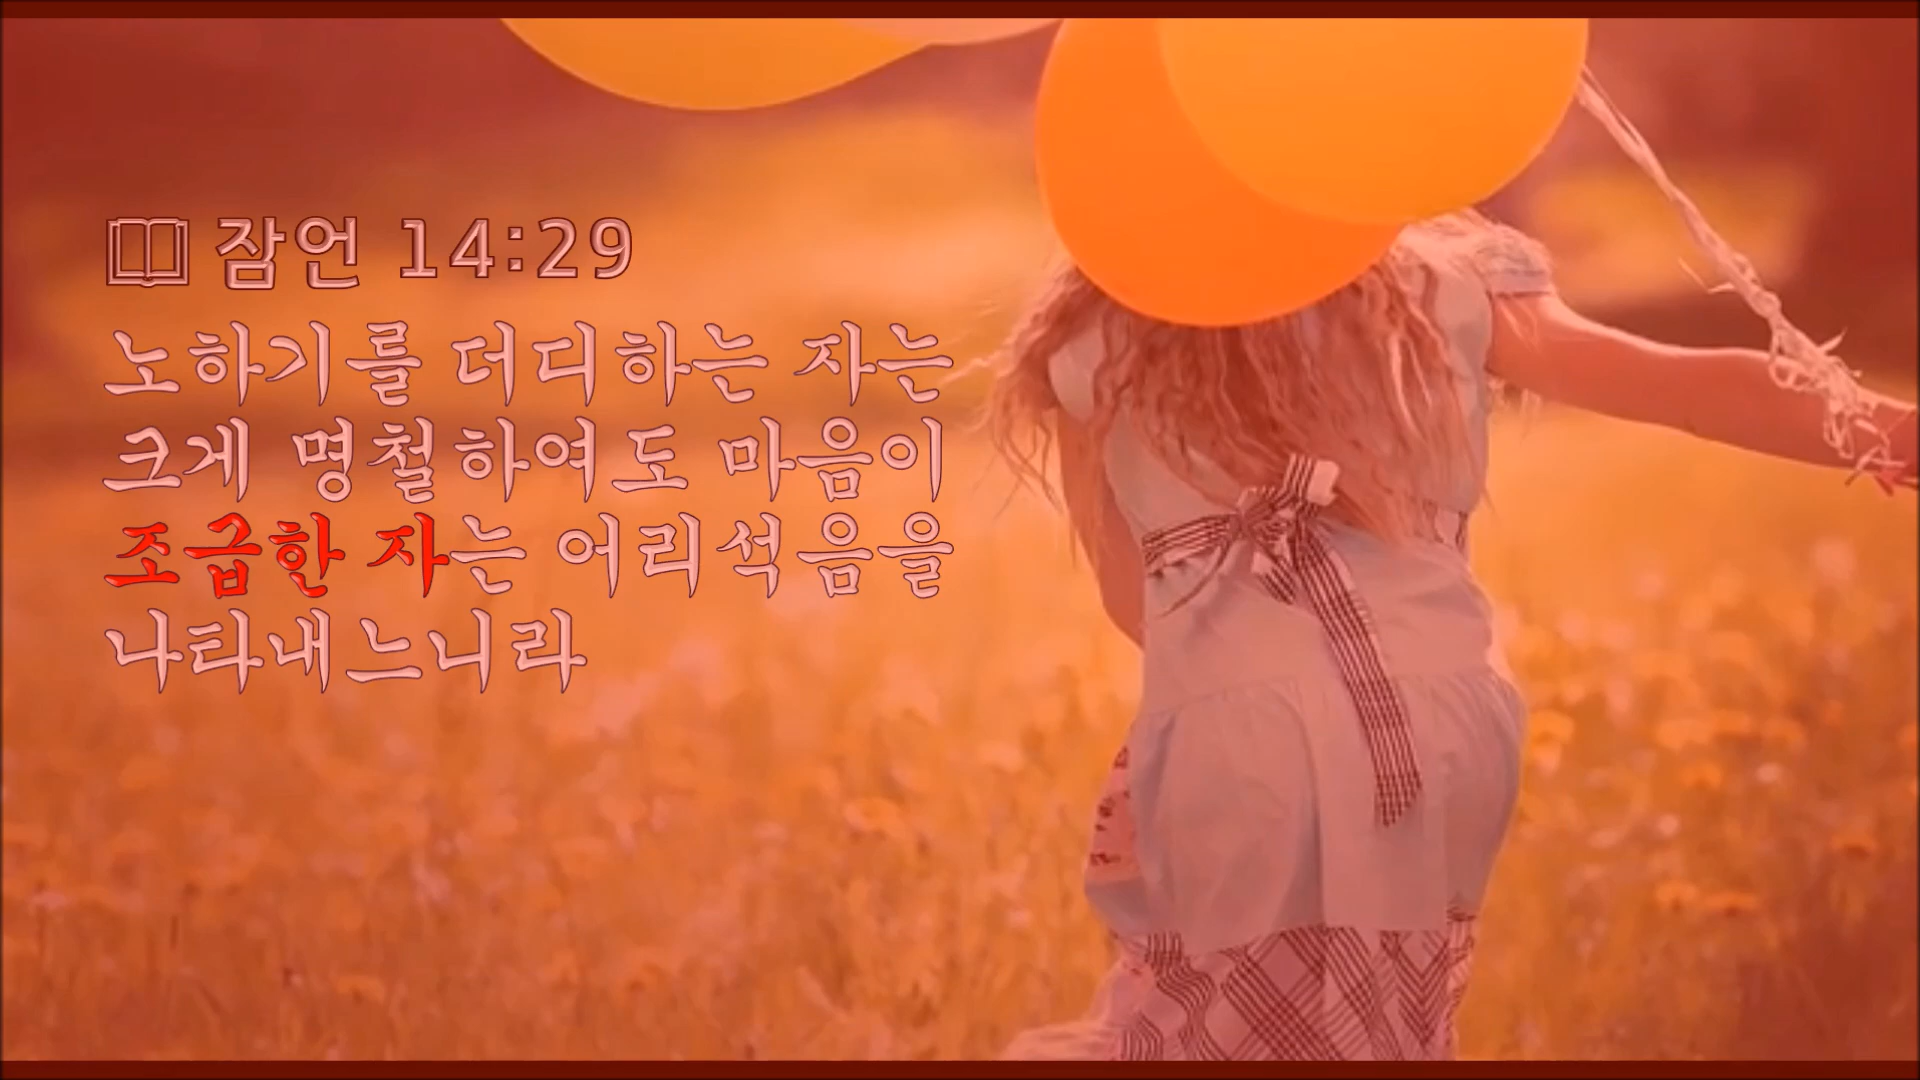 잠언 14:29
노하기를 더디하는 자는
크게 명철하여도 마음이
조급한 자는 어리석음을
나타내느니라